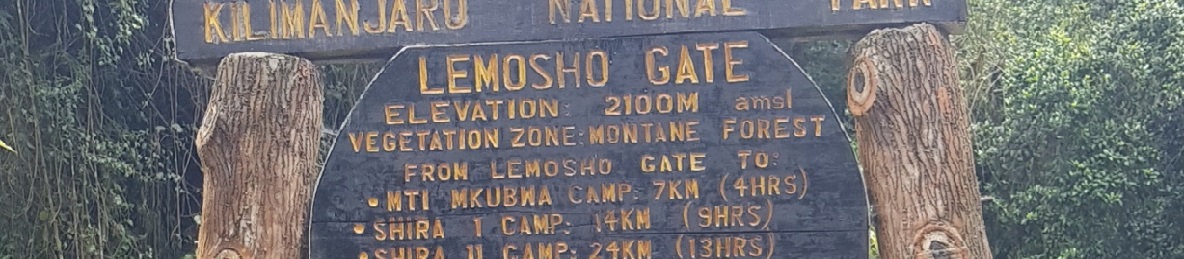 KILIMANJARO NATIONAL PARK
LEMOSHO GATE
ELEVATION: 2100M amsl
VEGETATION ZONE: MONTANE FOREST
FROM LEMOSHO GATE TO:
• MTI MKUBWA CAMP: 7KM (4HRS)
• SHIRA 1 CAMP: 14KM (9HRS)
• SHIRA 11 CAMP: 24KM (13HRS)